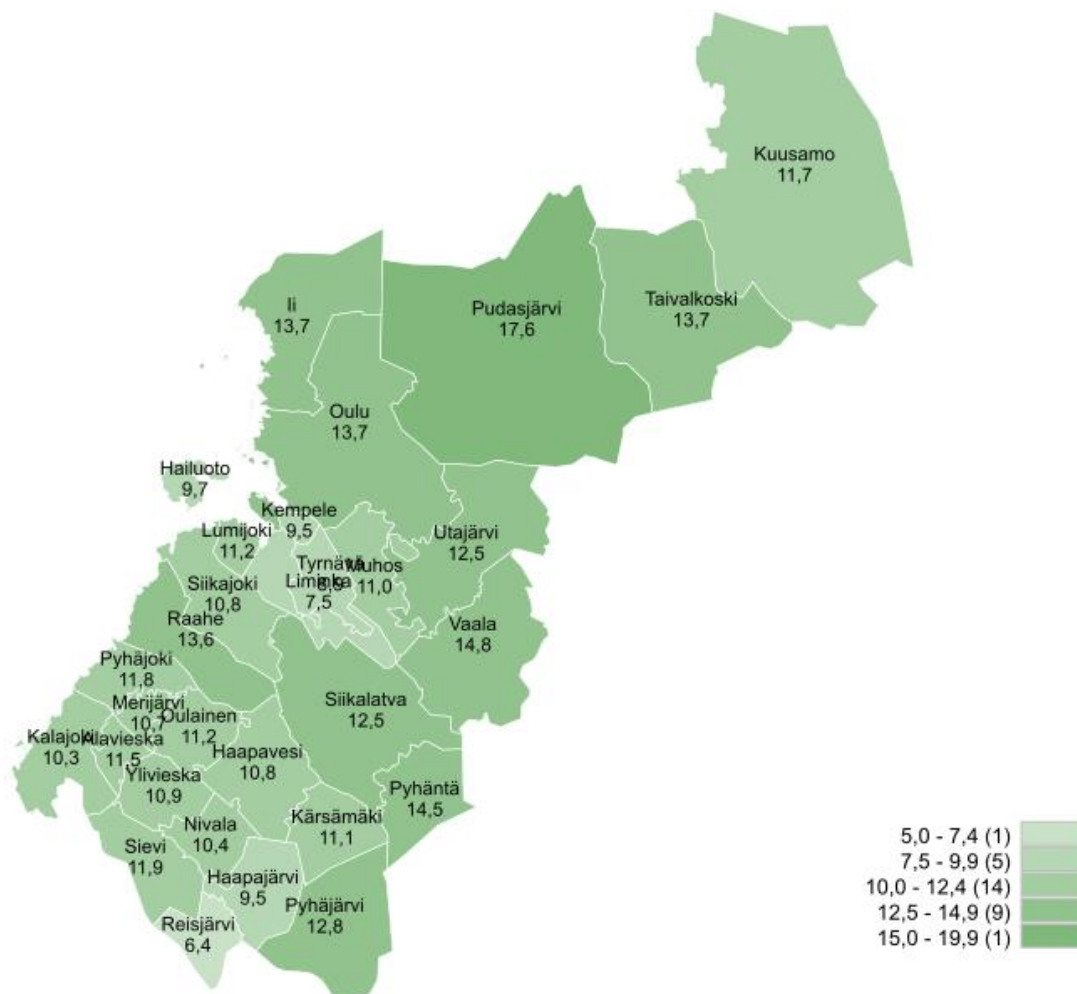 Kuusamo
11,7
Taivalkoski
13,7
Pudasjärvi
17,6
Ii
13,7
Oulu
13,7
Hailuoto
9,7
Kempele
9,5
Lumijoki
11,2
Utajärvi
12,5
Tyrnävä
Muhos
11,0
Liminka
7,5
Siikajoki
10,8
Raahe
13,6
Vaala
14,8
Pyhäjoki
11,8
Siikalatva
12,5
Merijärvi
10,7
Oulainen
11,2
Kalajoki
10,3
Alavieska
11,5
Haapavesi
10,8
Ylivieska
10,9
Pyhäntä
14,5
Kärsämäki
11,1
Nivala
10,4
Sievi
11,9
Haapajärvi
9,5
Pyhäjärvi
12,8
Reisjärvi
6,4
5,0 - 7,4 (1)
7,5 - 9,9 (5)
10,0 - 12,4 (14)
12,5 - 14,9 (9)
15,0 - 19,9 (1)